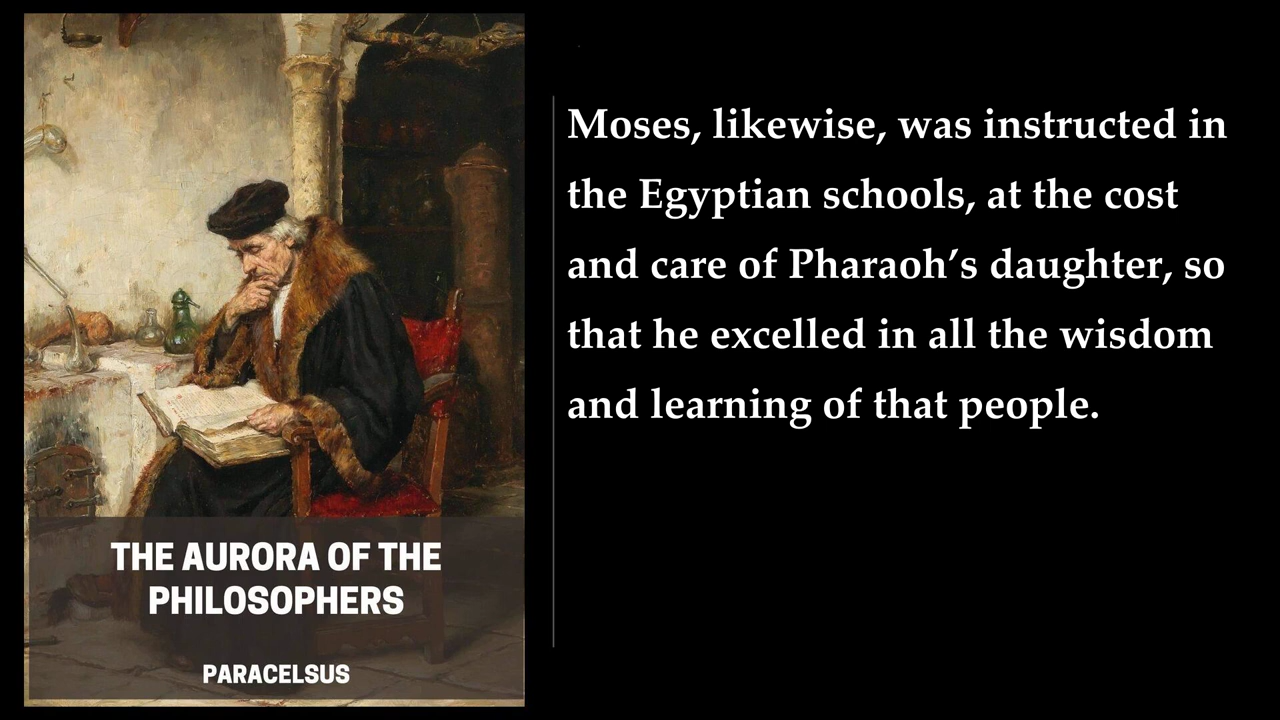 THE AURORA OF THE
PHILOSOPHERS
PARACELSUS
Moses, likewise, was instructed in
the Egyptian schools, at the cost
and care of Pharaoh’s daughter, so
that he excelled in all the wisdom
and learning of that people.